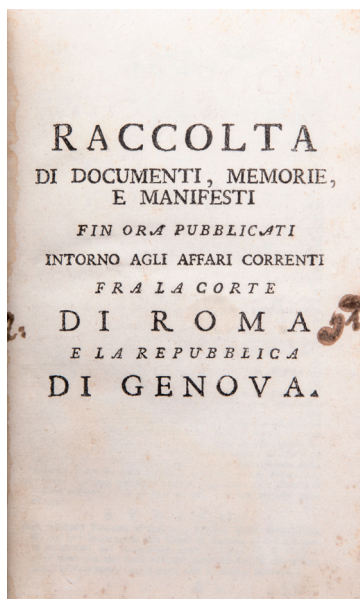 RACCOLTA
DI DOCUMENTI, MEMORIE,
E MANIFESTI
FIN ORA PUBBLICATI
INTORNO AGLI AFFARI CORRENTI
FRA LA CORTE
DI ROMA
E LA REPUBBLICA
DI GENOVA.